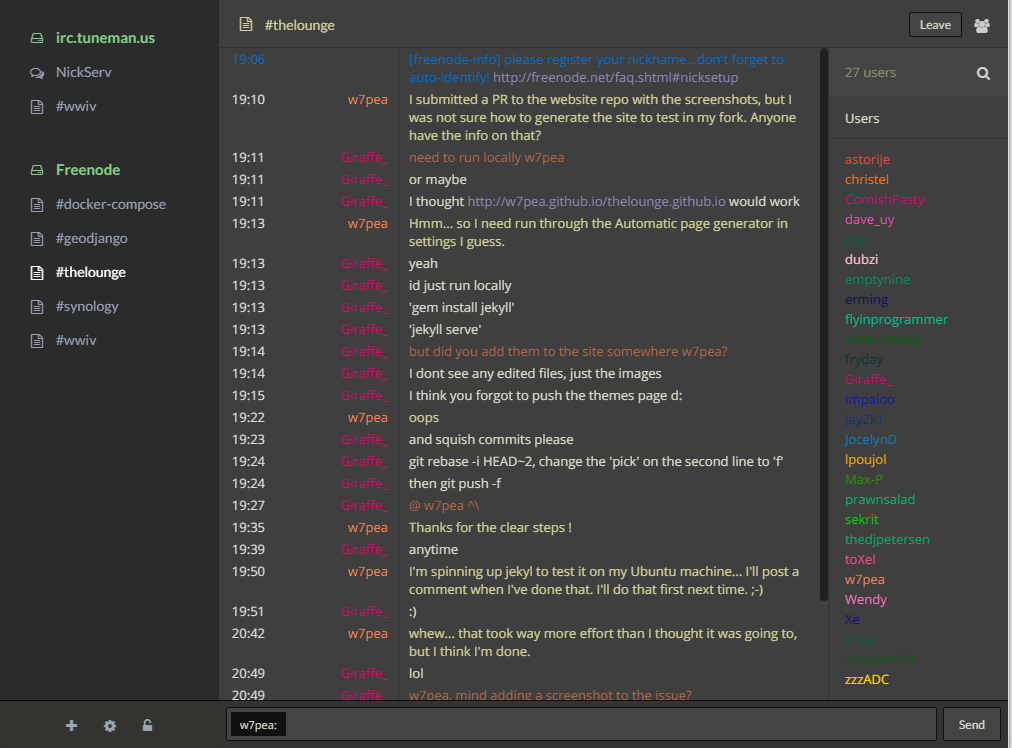 irc.tuneman.us
NickServ
#wwiv
Freenode
#docker-compose
#geodjango
#thelounge
#synology
#wwiv
#thelounge
Leave
19:06 [freenode-info] please register your nickname...don't forget to
auto-identify! http://freenode.net/faq.shtml#nicksetup
19:10 w7pea I submitted a PR to the website repo with the screenshots, but I
was not sure how to generate the site to test in my fork. Anyone
have the info on that?
19:11 Giraffe_ need to run locally w7pea
19:11 Giraffe_ or maybe
19:11 Giraffe_ I thought http://w7pea.github.io/thelounge.github.io would work
19:13 w7pea Hmm... so I need run through the Automatic page generator in
settings I guess.
19:13 Giraffe_ yeah
19:13 Giraffe_ id just run locally
19:13 Giraffe_ 'gem install jekyll'
19:13 Giraffe_ 'jekyll serve'
19:14 Giraffe_ but did you add them to the site somewhere w7pea?
19:14 Giraffe_ I dont see any edited files, just the images
19:15 Giraffe_ I think you forgot to push the themes page d:
19:22 w7pea oops
19:23 Giraffe_ and squish commits please
19:24 Giraffe_ git rebase -i HEAD~2, change the 'pick' on the second line to 'f'
19:24 Giraffe_ then git push -f
19:27 Giraffe_ @ w7pea ^\
19:35 w7pea Thanks for the clear steps !
19:39 Giraffe_ anytime
19:50 w7pea I'm spinning up jekyl to test it on my Ubuntu machine... I'll post a
comment when I've done that. I'll do that first next time. ;-)
19:51 Giraffe_ :)
20:42 w7pea whew... that took way more effort than I thought it was going to,
but I think I'm done.
20:49 Giraffe_ lol
20:49 Giraffe_ w7pea, mind adding a screenshot to the issue?
27 users
Users
astorije
christel
CornishPasty
dave_uy
dubzi
emptynine
erming
flyinprogrammer
fryday
Giraffe_
Impaloo
Jay2k1
JocelynD
lpoujol
Max-P
prawnsalad
sekrit
thedjpetersen
toXel
w7pea
Wendy
Xe
zzzADC
w7pea:
Send